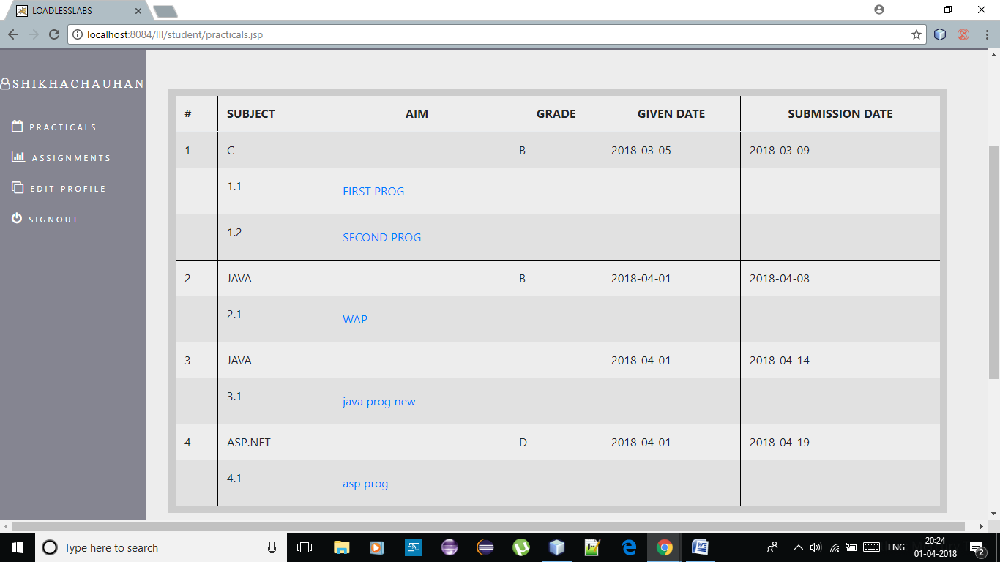 LOADLESSLABS
localhost:8084/lll/student/practicals.jsp
SHIKHACHAUHAN
PRACTICALS
ASSIGNMENTS
EDIT PROFILE
SIGNOUT
# SUBJECT AIM GRADE GIVEN DATE SUBMISSION DATE
1 C B 2018-03-05 2018-03-09
1.1 FIRST PROG
1.2 SECOND PROG
2 JAVA B 2018-04-01 2018-04-08
2.1 WAP
3 JAVA 2018-04-01 2018-04-14
3.1 java prog new
4 ASP.NET D 2018-04-01 2018-04-19
4.1 asp prog
Type here to search
ENG
20:24
01-04-2018
2